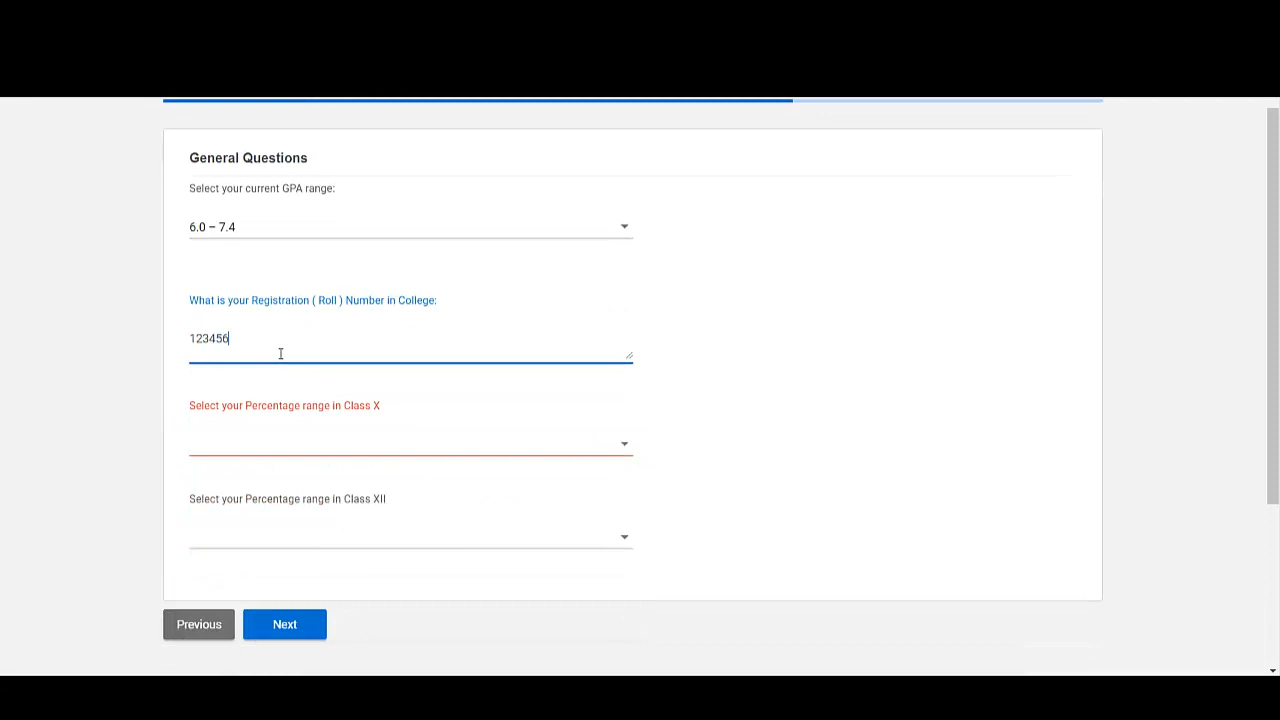 General Questions
Select your current GPA range:
6.0 – 7.4
What is your Registration ( Roll ) Number in College:
123456
Select your Percentage range in Class X
Select your Percentage range in Class XII
Previous
Next